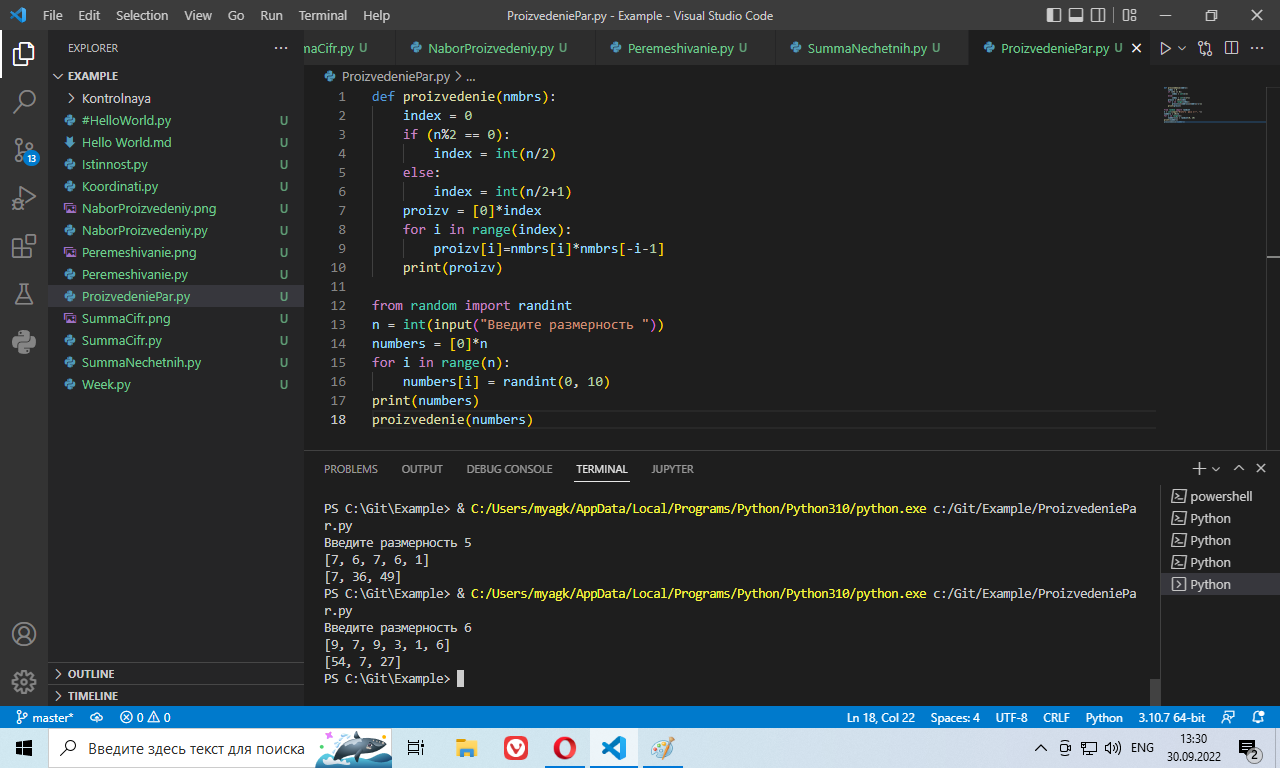 File Edit Selection View Go Run Terminal Help
ProizvedeniePar.py - Example - Visual Studio Code
EXPLORER
EXAMPLE
Kontrolnaya
#HelloWorld.py U
Hello World.md U
Istinnost.py U
Koordinati.py U
NaborProizvedeniy.png U
NaborProizvedeniy.py U
Peremeshivanie.png U
Peremeshivanie.py U
ProizvedeniePar.py U
SummaCifr.png U
SummaCifr.py U
SummaNechetnih.py U
Week.py U
OUTLINE
TIMELINE
13
maCifr.py U NaborProizvedeniy.py U Peremeshivanie.py U SummaNechetnih.py U ProizvedeniePar.py U
ProizvedeniePar.py > ...
1 def proizvedenie(nmbrs):
2 index = 0
3 if (n%2 == 0):
4 index = int(n/2)
5 else:
6 index = int(n/2+1)
7 proizv = [0]*index
8 for i in range(index):
9 proizv[i]=nmbrs[i]*nmbrs[-i-1]
10 print(proizv)
11
12 from random import randint
13 n = int(input("Введите размерность "))
14 numbers = [0]*n
15 for i in range(n):
16 numbers[i] = randint(0, 10)
17 print(numbers)
18 proizvedenie(numbers)
PROBLEMS OUTPUT DEBUG CONSOLE TERMINAL JUPYTER
PS C:\Git\Example> & C:/Users/myagk/AppData/Local/Programs/Python/Python310/python.exe c:/Git/Example/ProizvedeniePa
r.py
Введите размерность 5
[7, 6, 7, 6, 1]
[7, 36, 49]
PS C:\Git\Example> & C:/Users/myagk/AppData/Local/Programs/Python/Python310/python.exe c:/Git/Example/ProizvedeniePa
r.py
Введите размерность 6
[9, 7, 9, 3, 1, 6]
[54, 7, 27]
PS C:\Git\Example>
powershell
Python
Python
Python
Python
master* 0 0 Ln 18, Col 22 Spaces: 4 UTF-8 CRLF Python 3.10.7 64-bit
Введите здесь текст для поиска
ENG
13:30
30.09.2022
2